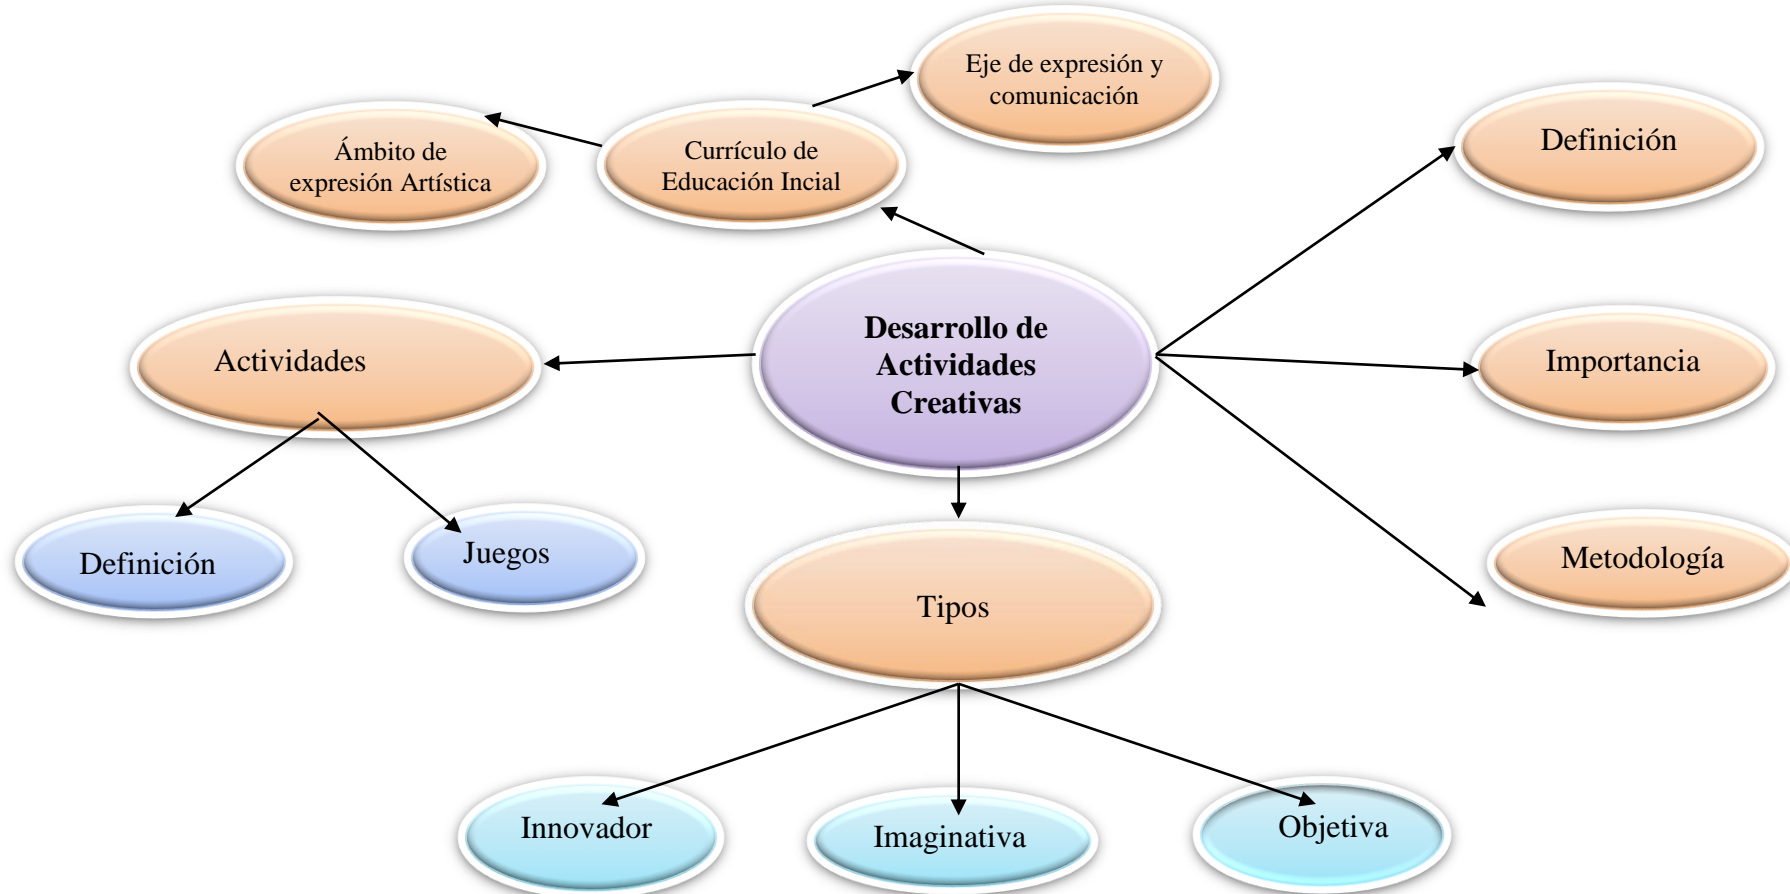 Eje de expresión y
comunicación
Ámbito de
expresión Artística
Currículo de
Educación Incial
Definición
Desarrollo de
Actividades
Creativas
Actividades
Importancia
Definición
Juegos
Metodología
Tipos
Innovador
Imaginativa
Objetiva